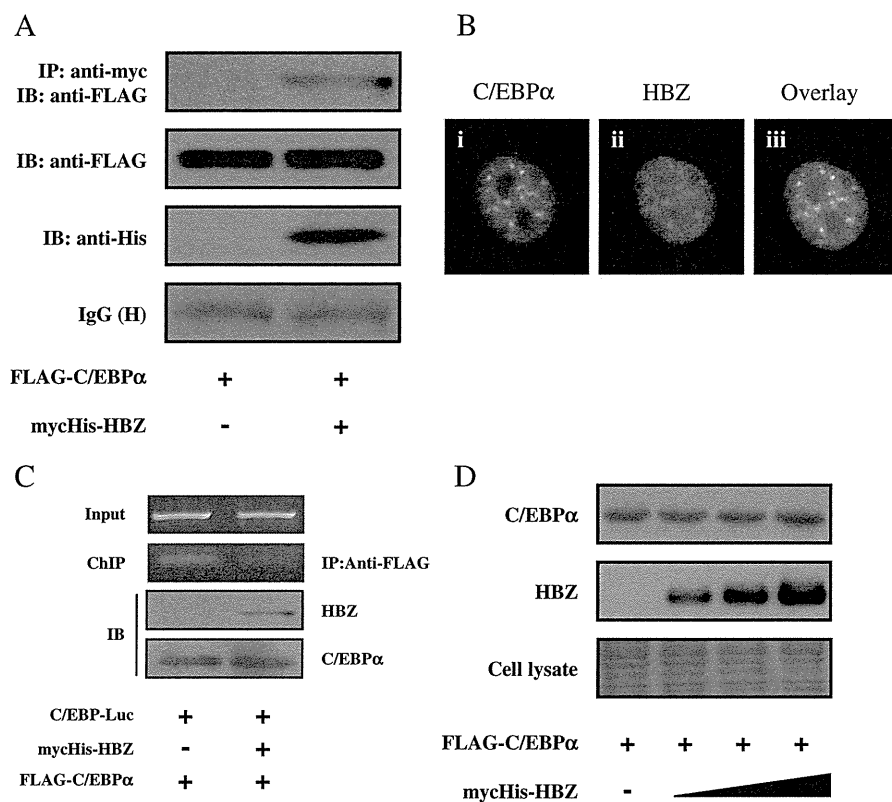 A
IP: anti-myc
IB: anti-FLAG
IB: anti-FLAG
IB: anti-His
IgG (H)
FLAG-C/EBPα + +
mycHis-HBZ - +
B
C/EBPα HBZ Overlay
i ii iii
C
Input
ChIP IP:Anti-FLAG
IB
HBZ
C/EBPα
C/EBP-Luc + +
mycHis-HBZ - +
FLAG-C/EBPα + +
D
C/EBPα
HBZ
Cell lysate
FLAG-C/EBPα + + + +
mycHis-HBZ -